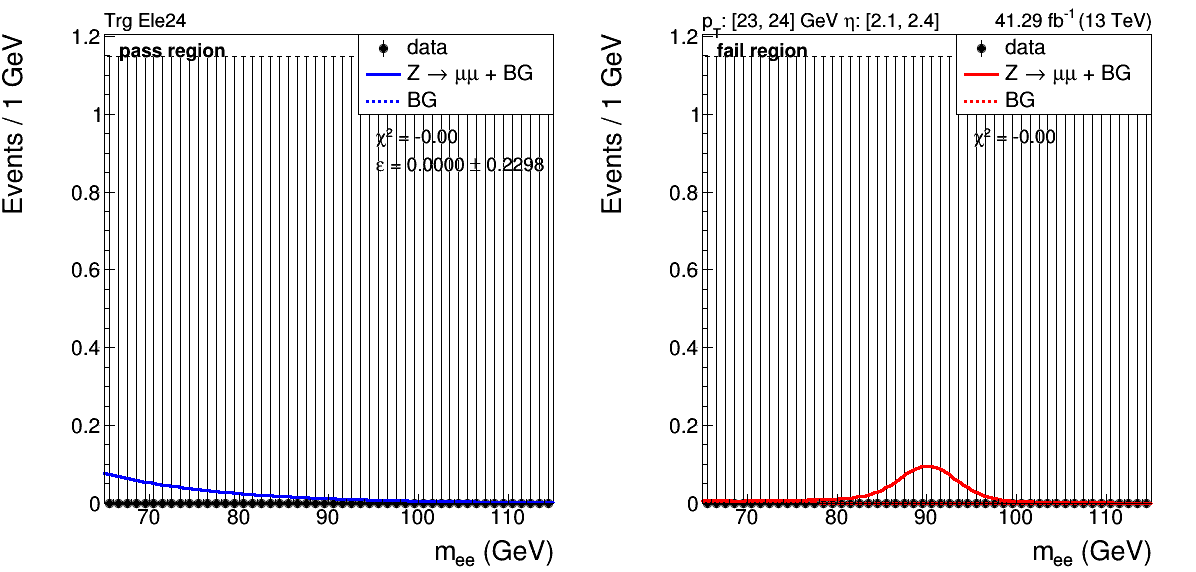 Trg Ele24
pass region
data
Z → μμ + BG
BG
χ² = -0.00
ε = 0.0000 ± 0.2298
Events / 1 GeV
1.2
1
0.8
0.6
0.4
0.2
0
70 80 90 100 110
mee (GeV)
pT: [23, 24] GeV η: [2.1, 2.4] 41.29 fb-1 (13 TeV)
fail region
data
Z → μμ + BG
BG
χ² = -0.00
Events / 1 GeV
1.2
1
0.8
0.6
0.4
0.2
0
70 80 90 100 110
mee (GeV)